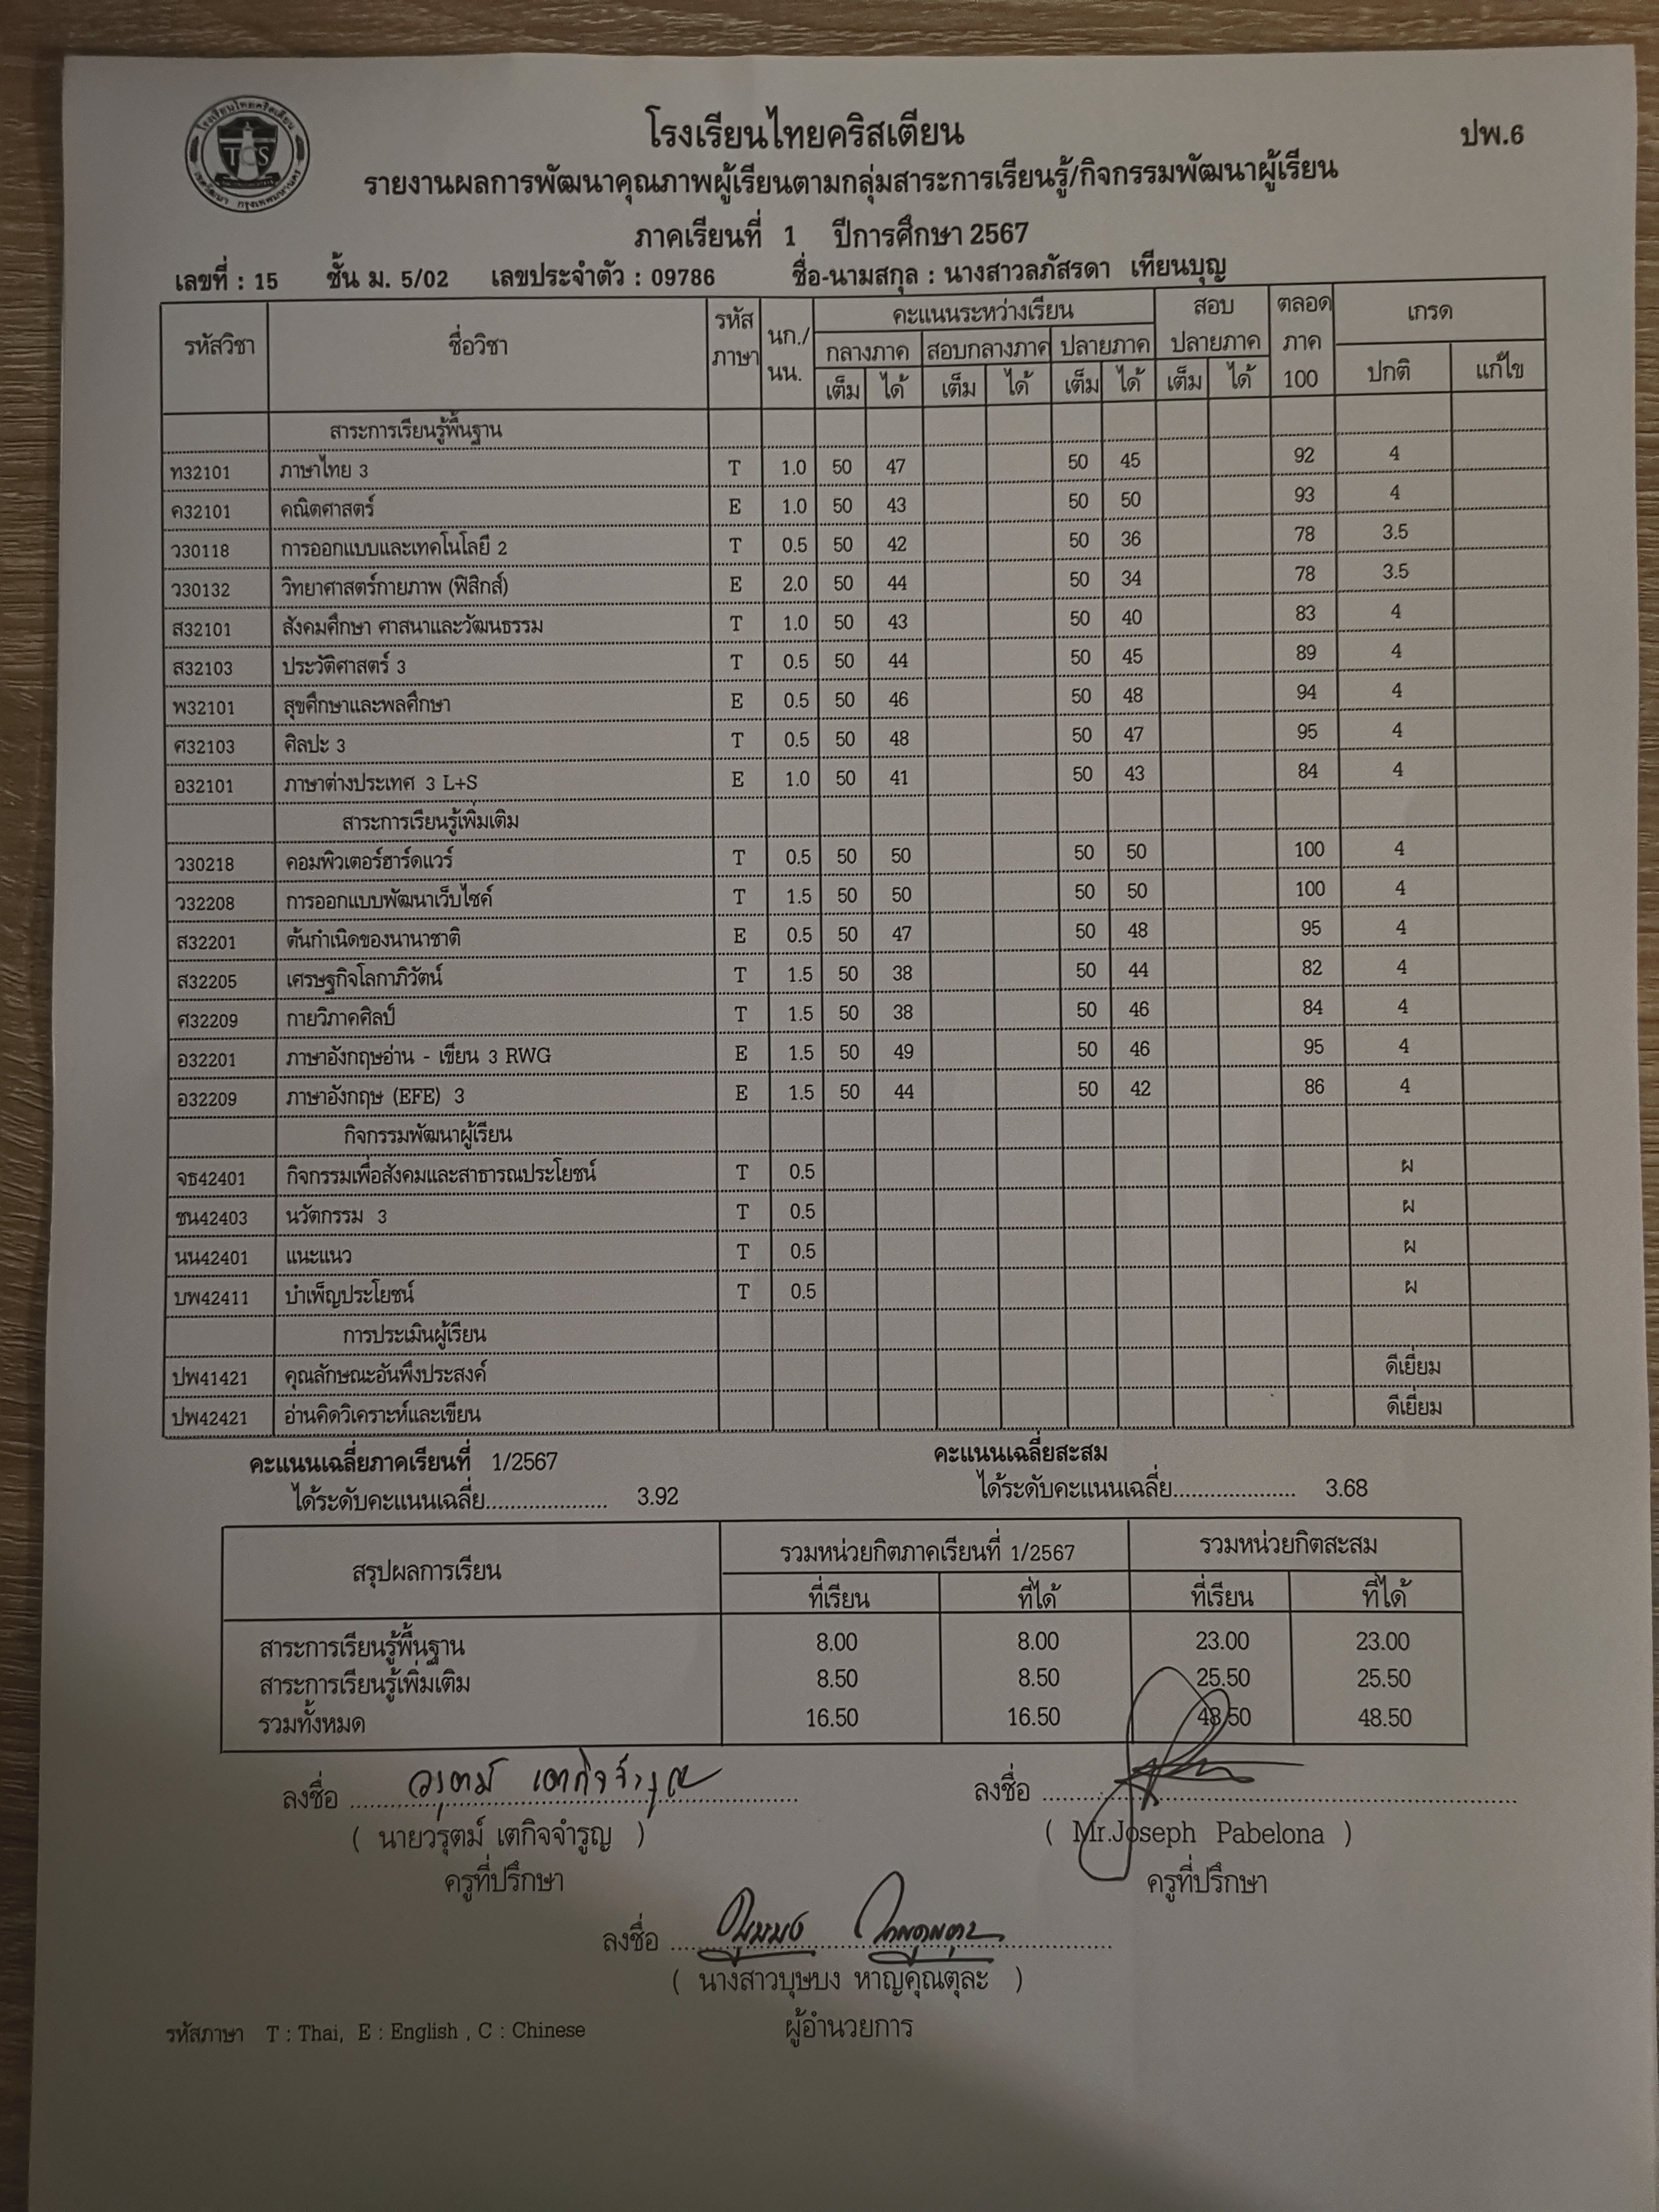 โรงเรียนไทยคริสเตียน
T C S
เขตวัฒนา กรุงเทพมหานคร
โรงเรียนไทยคริสเตียน ปพ.6
รายงานผลการพัฒนาคุณภาพผู้เรียนตามกลุ่มสาระการเรียนรู้/กิจกรรมพัฒนาผู้เรียน
ภาคเรียนที่ 1 ปีการศึกษา 2567
เลขที่ : 15 ชั้น ม. 5/02 เลขประจำตัว : 09786 ชื่อ-นามสกุล : นางสาวลภัสรดา เทียนบุญ
รหัสวิชา ชื่อวิชา รหัสภาษา นก./นน. คะแนนระหว่างเรียน สอบปลายภาค ตลอดภาค 100 เกรด
กลางภาค สอบกลางภาค ปลายภาค ปกติ แก้ไข
เต็ม ได้ เต็ม ได้ เต็ม ได้ เต็ม ได้
สาระการเรียนรู้พื้นฐาน
ท32101 ภาษาไทย 3 T 1.0 50 47 50 45 92 4
ค32101 คณิตศาสตร์ E 1.0 50 43 50 50 93 4
ว30118 การออกแบบและเทคโนโลยี 2 T 0.5 50 42 50 36 78 3.5
ว30132 วิทยาศาสตร์กายภาพ (ฟิสิกส์) E 2.0 50 44 50 34 78 3.5
ส32101 สังคมศึกษา ศาสนาและวัฒนธรรม T 1.0 50 43 50 40 83 4
ส32103 ประวัติศาสตร์ 3 T 0.5 50 44 50 45 89 4
พ32101 สุขศึกษาและพลศึกษา E 0.5 50 46 50 48 94 4
ศ32103 ศิลปะ 3 T 0.5 50 48 50 47 95 4
อ32101 ภาษาต่างประเทศ 3 L+S E 1.0 50 41 50 43 84 4
สาระการเรียนรู้เพิ่มเติม
ว30218 คอมพิวเตอร์ฮาร์ดแวร์ T 0.5 50 50 50 50 100 4
ว32208 การออกแบบพัฒนาเว็บไซค์ T 1.5 50 50 50 50 100 4
ส32201 ต้นกำเนิดของนานาชาติ E 0.5 50 47 50 48 95 4
ส32205 เศรษฐกิจโลกาภิวัตน์ T 1.5 50 38 50 44 82 4
ศ32209 กายวิภาคศิลป์ T 1.5 50 38 50 46 84 4
อ32201 ภาษาอังกฤษอ่าน - เขียน 3 RWG E 1.5 50 49 50 46 95 4
อ32209 ภาษาอังกฤษ (EFE) 3 E 1.5 50 44 50 42 86 4
กิจกรรมพัฒนาผู้เรียน
จธ42401 กิจกรรมเพื่อสังคมและสาธารณประโยชน์ T 0.5 ผ
ชน42403 นวัตกรรม 3 T 0.5 ผ
นน42401 แนะแนว T 0.5 ผ
บพ42411 บำเพ็ญประโยชน์ T 0.5 ผ
การประเมินผู้เรียน
ปพ41421 คุณลักษณะอันพึงประสงค์ ดีเยี่ยม
ปพ42421 อ่านคิดวิเคราะห์และเขียน ดีเยี่ยม
คะแนนเฉลี่ยภาคเรียนที่ 1/2567 คะแนนเฉลี่ยสะสม
ได้ระดับคะแนนเฉลี่ย.................... 3.92 ได้ระดับคะแนนเฉลี่ย.................... 3.68
สรุปผลการเรียน รวมหน่วยกิตภาคเรียนที่ 1/2567 รวมหน่วยกิตสะสม
ที่เรียน ที่ได้ ที่เรียน ที่ได้
สาระการเรียนรู้พื้นฐาน 8.00 8.00 23.00 23.00
สาระการเรียนรู้เพิ่มเติม 8.50 8.50 25.50 25.50
รวมทั้งหมด 16.50 16.50 48.50 48.50
ลงชื่อ วรุตม์ เตกิจจำรูญ ลงชื่อ
( นายวรุตม์ เตกิจจำรูญ ) ( Mr.Joseph Pabelona )
ครูที่ปรึกษา ครูที่ปรึกษา
ลงชื่อ
( นางสาวบุษบง หาญคุณตุละ )
ผู้อำนวยการ
รหัสภาษา T : Thai, E : English , C : Chinese